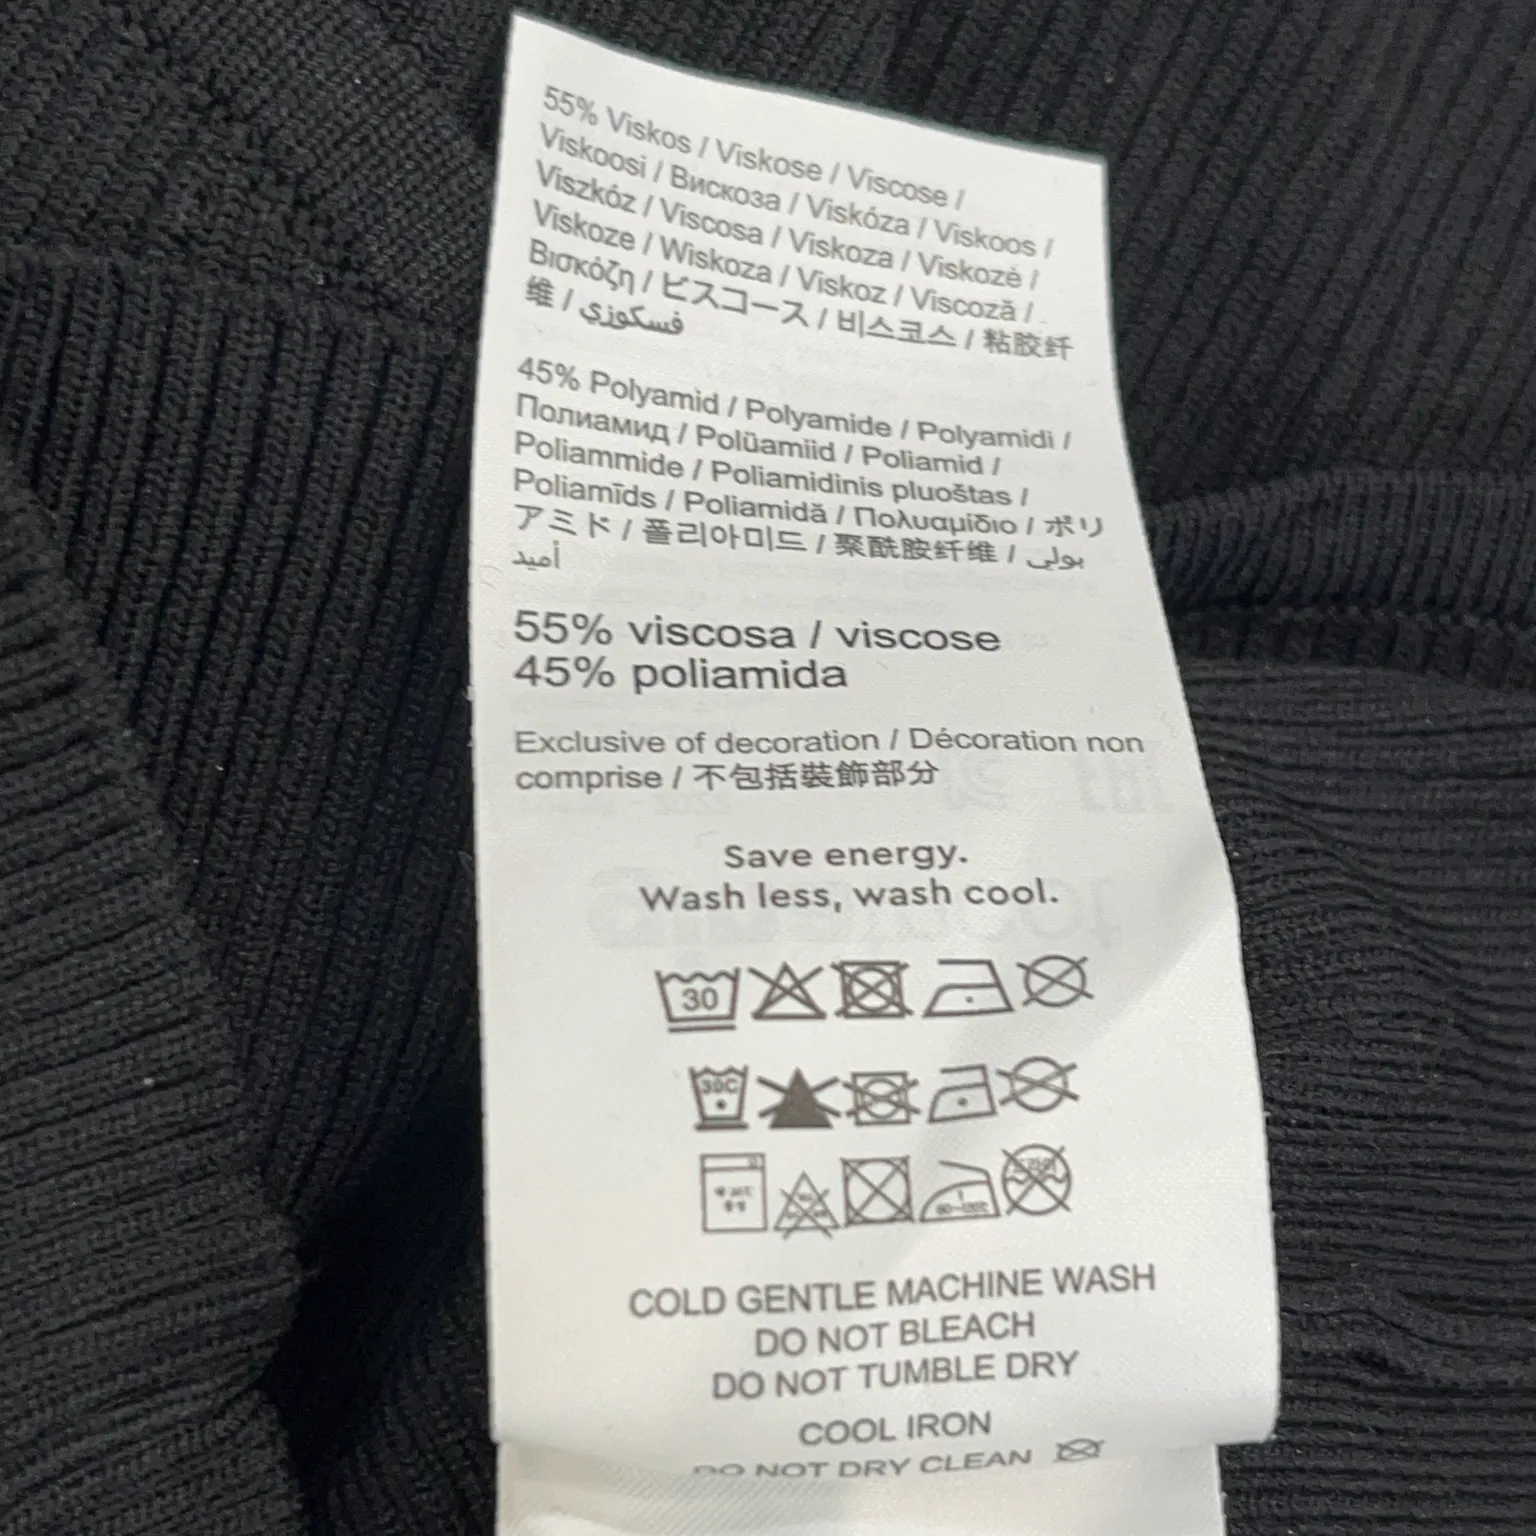 55% Viskos / Viskose / Viscose /
Viskoosi / Вискоза / Viskóza / Viskoos /
Viszkóz / Viscosa / Viskoza / Viskozė /
Viskoze / Wiskoza / Viskoz / Viscoză /
Βισκόζη / ビスコース / 비스코스 / 粘胶纤
维 / فسكوزي
45% Polyamid / Polyamide / Polyamidi /
Полиамид / Polüamiid / Poliamid /
Poliammide / Poliamidinis pluoštas /
Poliamīds / Poliamidă / Πολυαμίδιο / ポリ
アミド / 폴리아미드 / 聚酰胺纤维 / بولي
أميد
55% viscosa / viscose
45% poliamida
Exclusive of decoration / Décoration non
comprise / 不包括裝飾部分
Save energy.
Wash less, wash cool.
30
30C
COLD GENTLE MACHINE WASH
DO NOT BLEACH
DO NOT TUMBLE DRY
COOL IRON
DO NOT DRY CLEAN